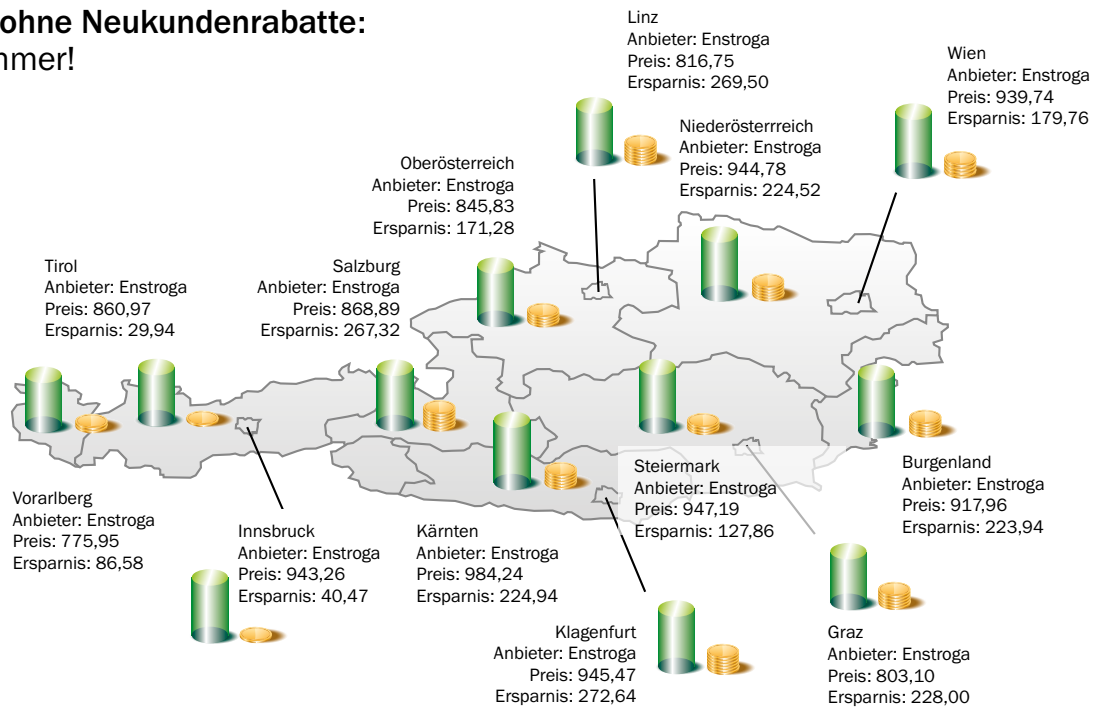 ohne Neukundenrabatte:
mmer!
Linz
Anbieter: Enstroga
Preis: 816,75
Ersparnis: 269,50
Wien
Anbieter: Enstroga
Preis: 939,74
Ersparnis: 179,76
Niederösterrreich
Anbieter: Enstroga
Preis: 944,78
Ersparnis: 224,52
Oberösterreich
Anbieter: Enstroga
Preis: 845,83
Ersparnis: 171,28
Tirol
Anbieter: Enstroga
Preis: 860,97
Ersparnis: 29,94
Salzburg
Anbieter: Enstroga
Preis: 868,89
Ersparnis: 267,32
Vorarlberg
Anbieter: Enstroga
Preis: 775,95
Ersparnis: 86,58
Innsbruck
Anbieter: Enstroga
Preis: 943,26
Ersparnis: 40,47
Kärnten
Anbieter: Enstroga
Preis: 984,24
Ersparnis: 224,94
Steiermark
Anbieter: Enstroga
Preis: 947,19
Ersparnis: 127,86
Burgenland
Anbieter: Enstroga
Preis: 917,96
Ersparnis: 223,94
Klagenfurt
Anbieter: Enstroga
Preis: 945,47
Ersparnis: 272,64
Graz
Anbieter: Enstroga
Preis: 803,10
Ersparnis: 228,00